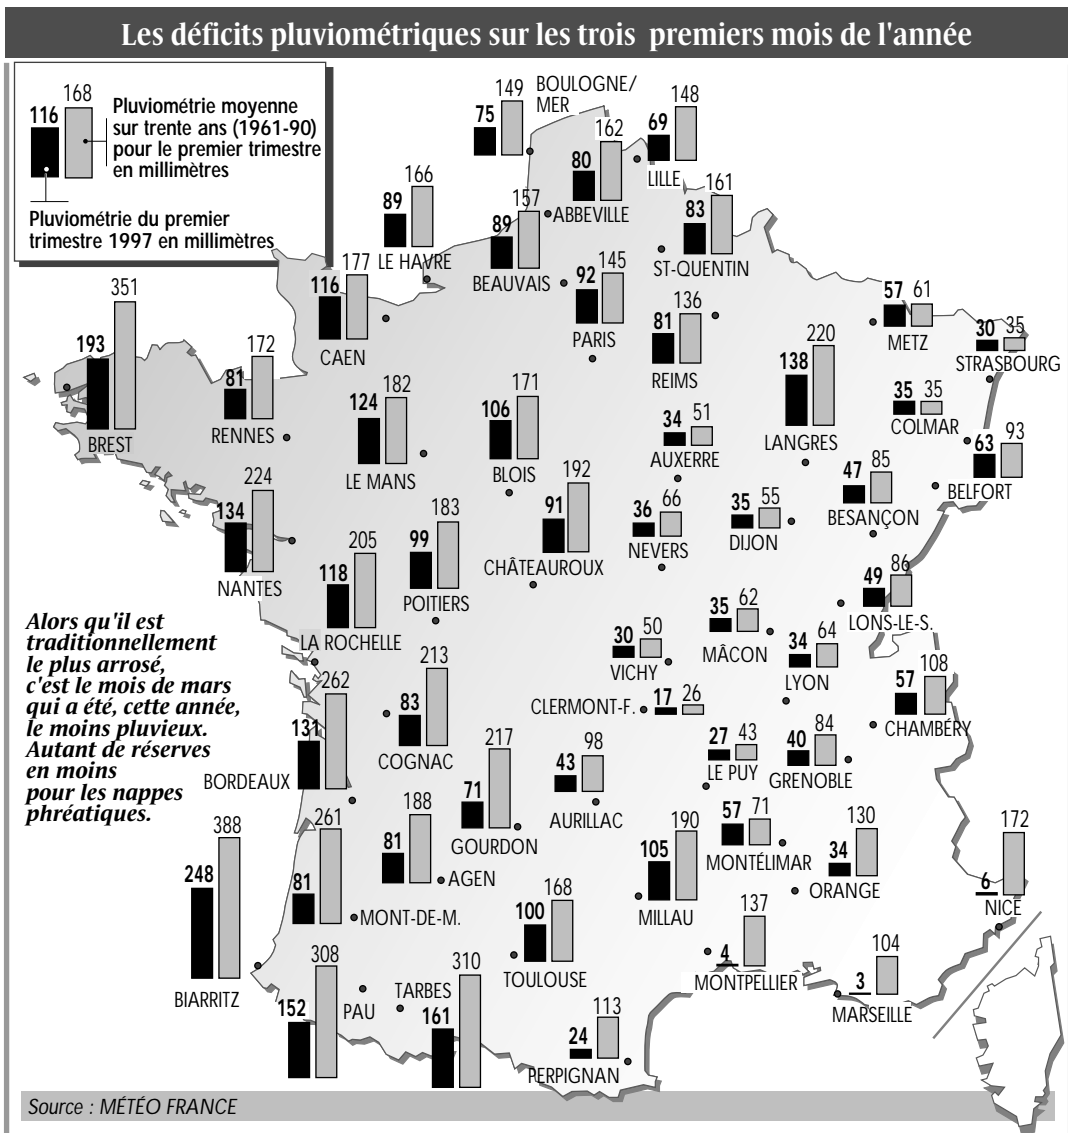 Les déficits pluviométriques sur les trois premiers mois de l'année
116
168
Pluviométrie moyenne
sur trente ans (1961-90)
pour le premier trimestre
en millimètres
Pluviométrie du premier
trimestre 1997 en millimètres
75
149
BOULOGNE/
MER
80
162
ABBEVILLE
69
148
LILLE
89
166
LE HAVRE
89
157
BEAUVAIS
83
161
ST-QUENTIN
116
177
CAEN
92
145
PARIS
81
136
REIMS
57
61
METZ
30
35
STRASBOURG
193
351
BREST
81
172
RENNES
124
182
LE MANS
106
171
BLOIS
34
51
AUXERRE
138
220
LANGRES
35
35
COLMAR
63
93
BELFORT
134
224
NANTES
99
183
POITIERS
91
192
CHÂTEAUROUX
36
66
NEVERS
35
55
DIJON
47
85
BESANÇON
118
205
LA ROCHELLE
49
86
LONS-LE-S.
Alors qu'il est
traditionnellement
le plus arrosé,
c'est le mois de mars
qui a été, cette année,
le moins pluvieux.
Autant de réserves
en moins
pour les nappes
phréatiques.
30
50
VICHY
35
62
MÂCON
34
64
LYON
57
108
CHAMBÉRY
131
262
BORDEAUX
83
213
COGNAC
CLERMONT-F.
17
26
27
43
LE PUY
40
84
GRENOBLE
71
217
GOURDON
43
98
AURILLAC
248
388
BIARRITZ
81
261
MONT-DE-M.
81
188
AGEN
105
190
MILLAU
57
71
MONTÉLIMAR
34
130
ORANGE
6
172
NICE
100
168
TOULOUSE
4
137
MONTPELLIER
3
104
MARSEILLE
152
308
PAU
TARBES
161
310
24
113
PERPIGNAN
Source : MÉTÉO FRANCE